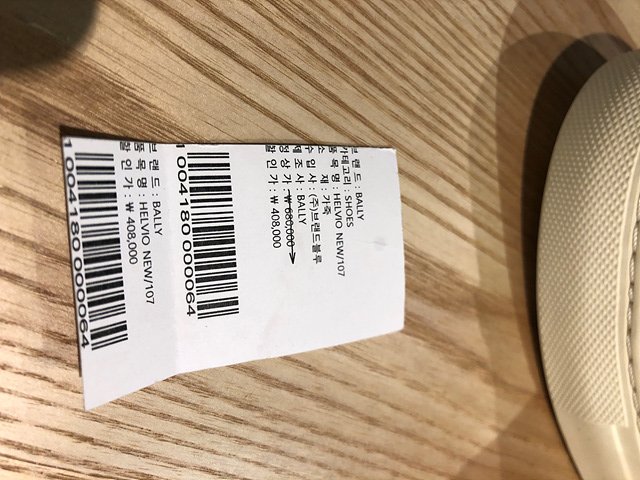 브 랜 드 : BALLY
카테고리 : SHOES
품 목 명 : HELVIO NEW/107
소 재 : 가죽
수 입 사 : (주)브랜드블루
제 조 사 : BALLY
정 상 가 : ₩ 680,000
할 인 가 : ₩ 408,000
1 004180 000064
브 랜 드 : BALLY
품 목 명 : HELVIO NEW/107
할 인 가 : ₩ 408,000
1 004180 000064